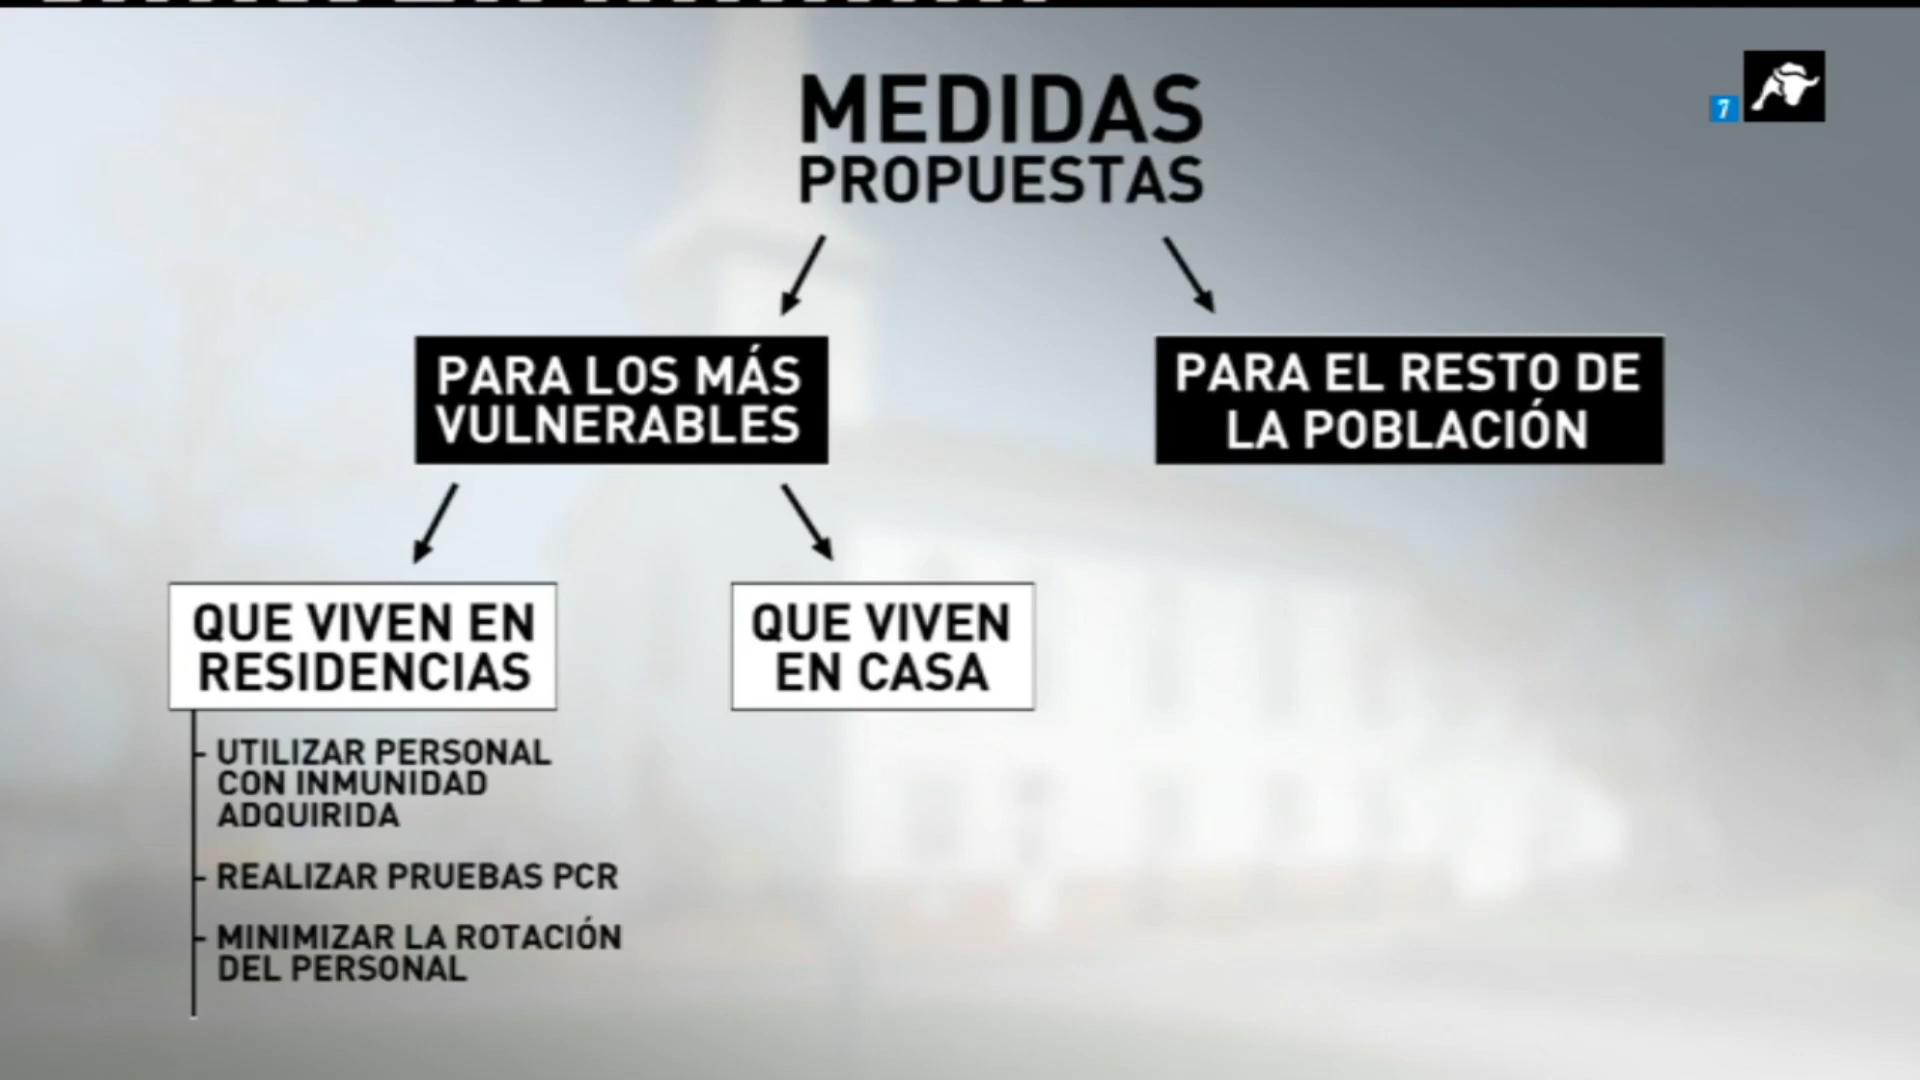 MEDIDAS
PROPUESTAS
7
PARA LOS MÁS
VULNERABLES
PARA EL RESTO DE
LA POBLACIÓN
QUE VIVEN EN
RESIDENCIAS
QUE VIVEN
EN CASA
UTILIZAR PERSONAL
CON INMUNIDAD
ADQUIRIDA
REALIZAR PRUEBAS PCR
MINIMIZAR LA ROTACIÓN
DEL PERSONAL